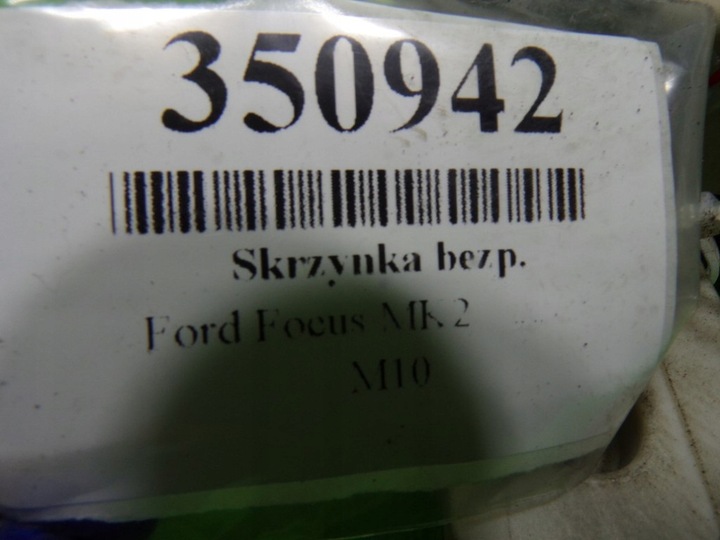 350942
Skrzynka bezp.
Ford Focus MK2
M10